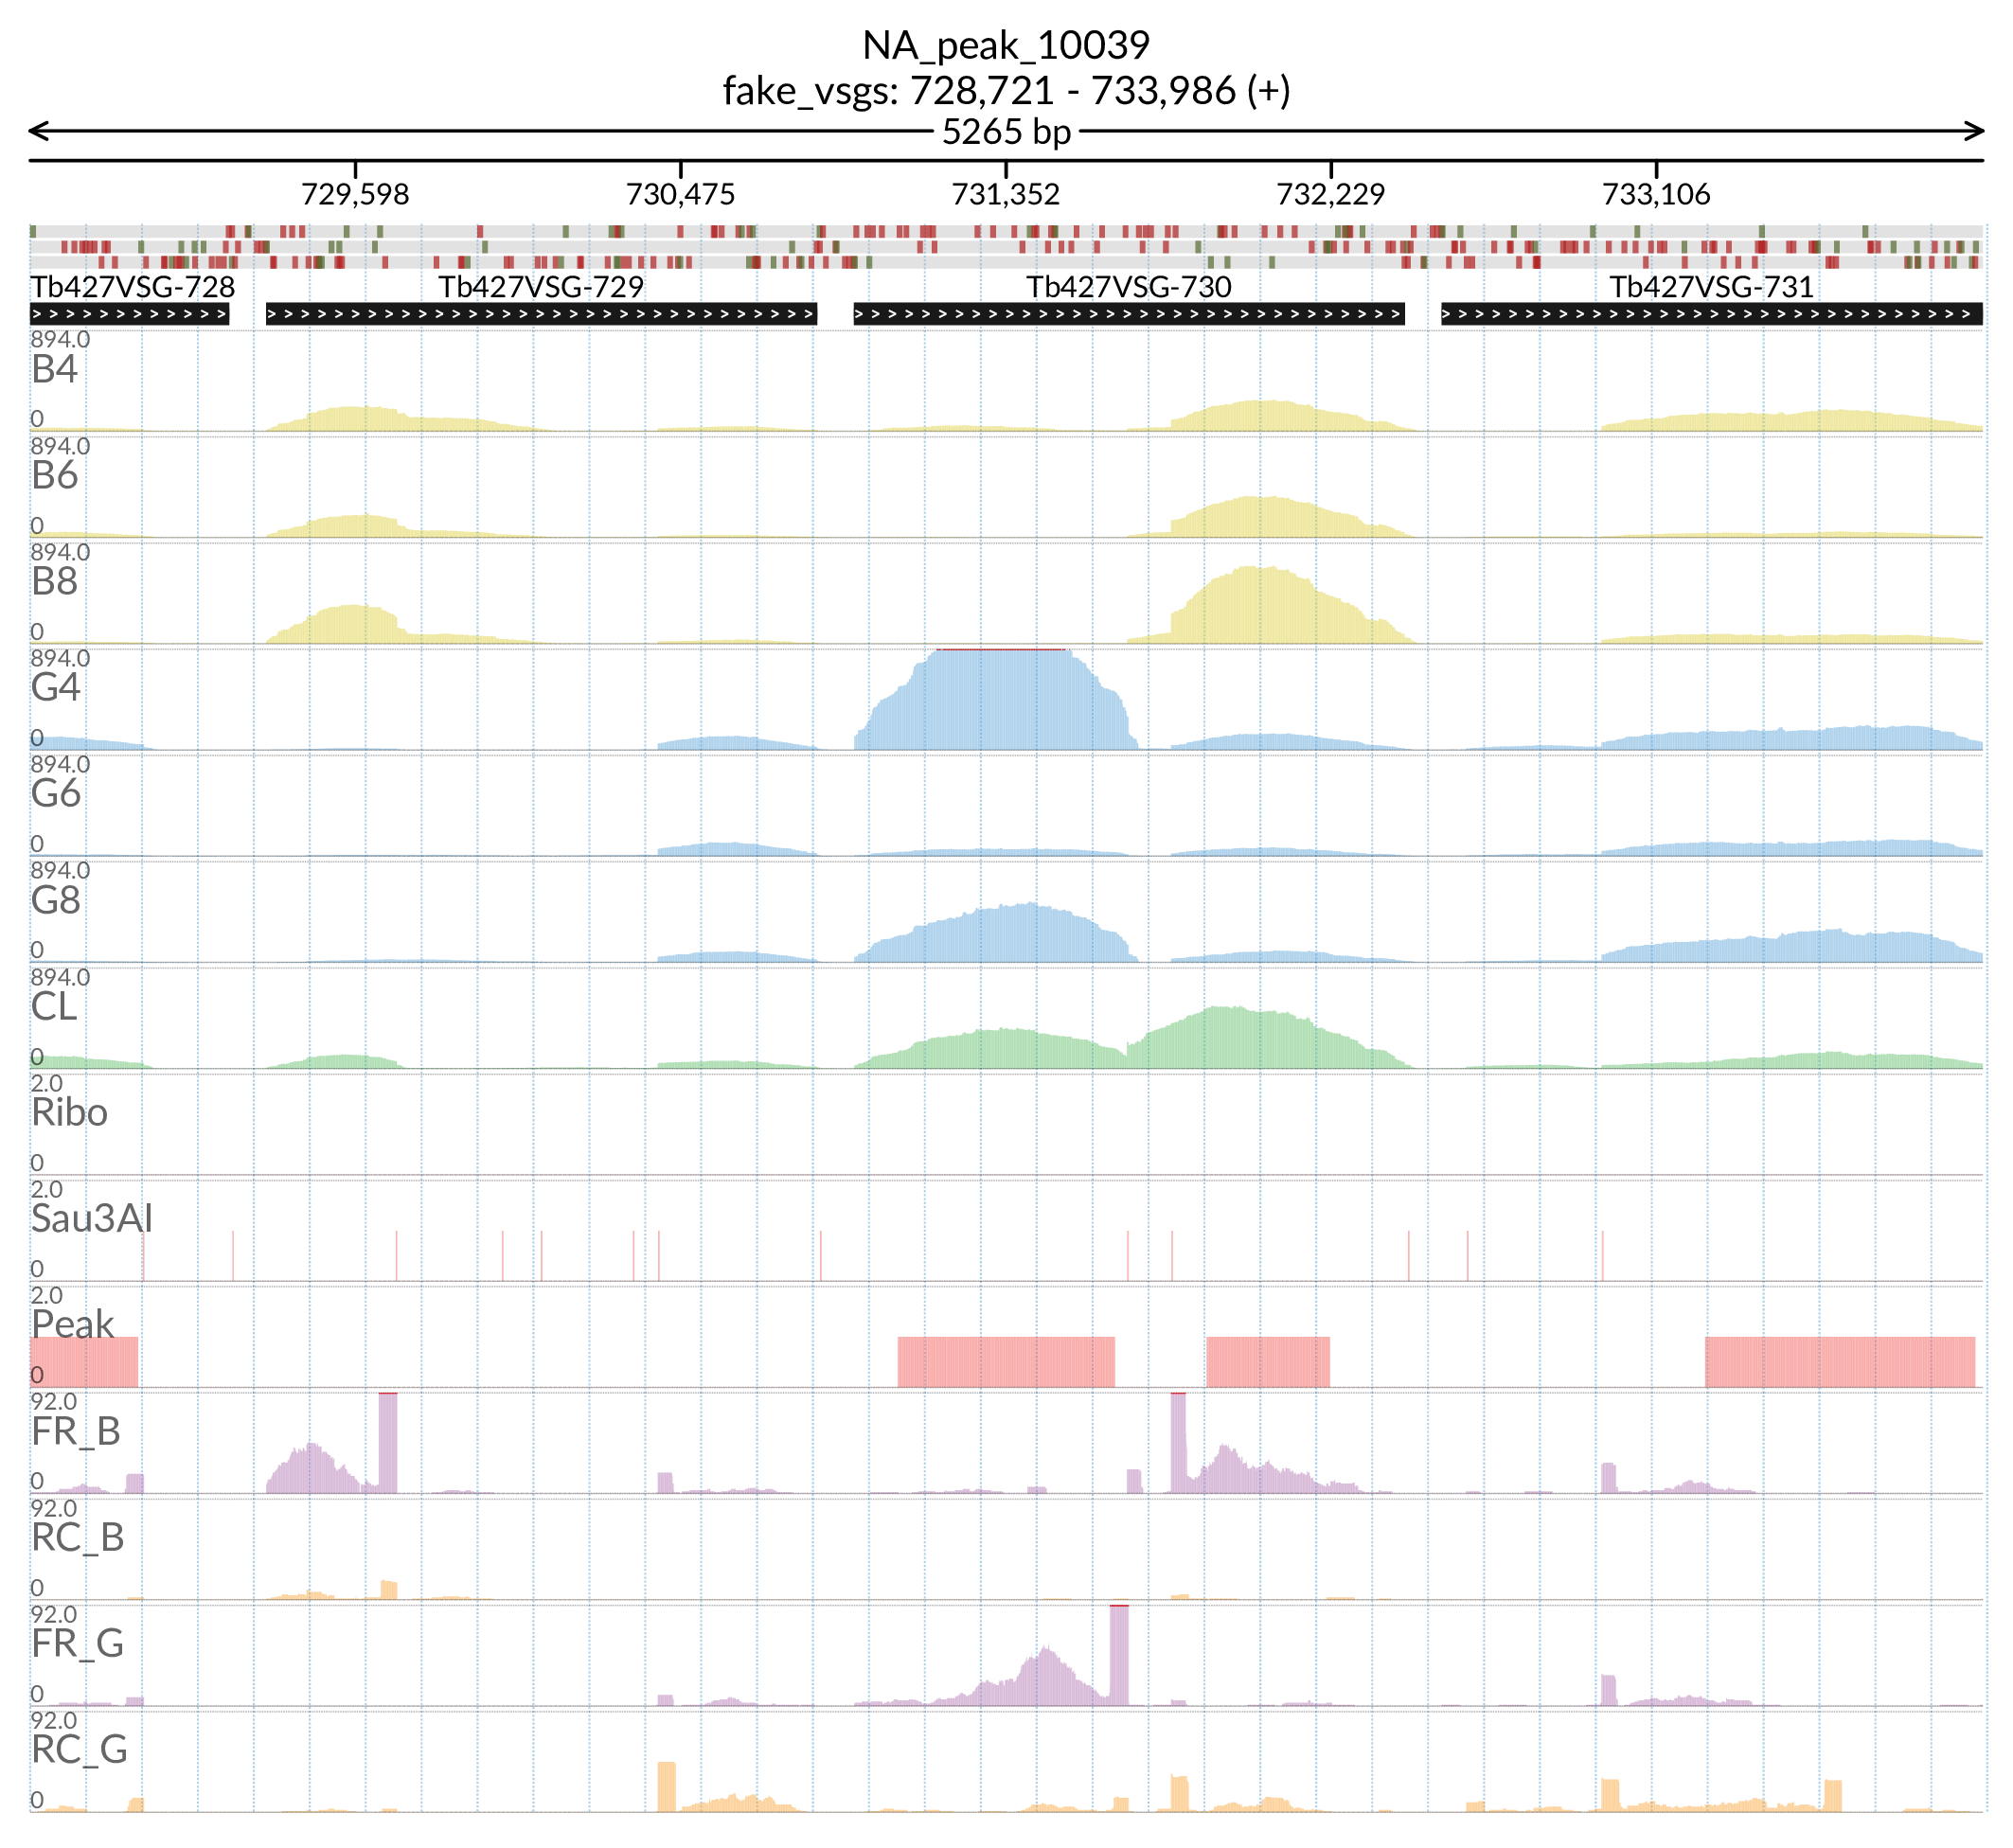 NA_peak_10039
fake_vsgs: 728,721 - 733,986 (+)
5265 bp
729,598 730,475 731,352 732,229 733,106
Tb427VSG-728 Tb427VSG-729 Tb427VSG-730 Tb427VSG-731
894.0
B4
0
894.0
B6
0
894.0
B8
0
894.0
G4
0
894.0
G6
0
894.0
G8
0
894.0
CL
0
2.0
Ribo
0
2.0
Sau3AI
0
2.0
Peak
0
92.0
FR_B
0
92.0
RC_B
0
92.0
FR_G
0
92.0
RC_G
0